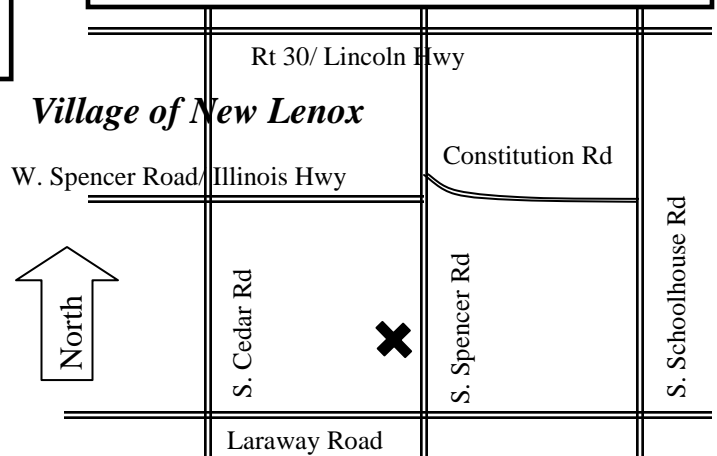 Rt 30/ Lincoln Hwy
Village of New Lenox
Constitution Rd
W. Spencer Road/ Illinois Hwy
North
S. Cedar Rd
S. Spencer Rd
S. Schoolhouse Rd
Laraway Road